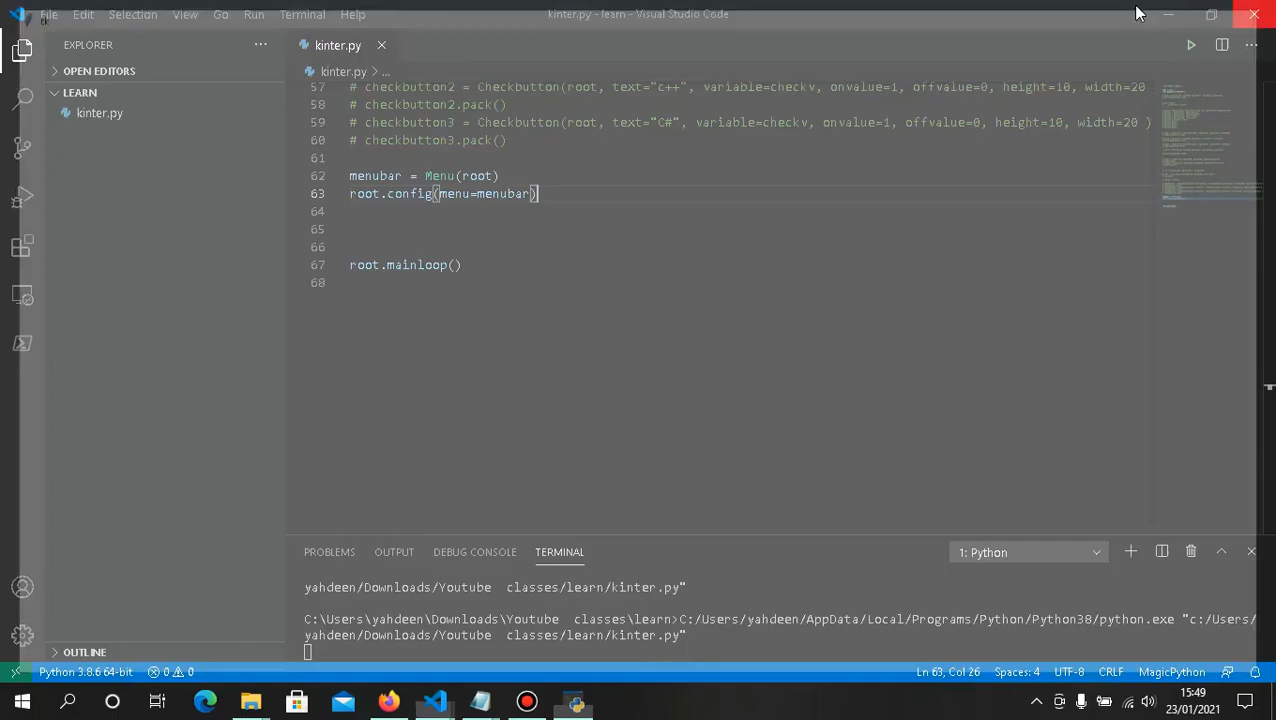 File Edit Selection View Go Run Terminal Help
kinter.py - learn - Visual Studio Code
EXPLORER
OPEN EDITORS
LEARN
kinter.py
OUTLINE
kinter.py
kinter.py > ...
57 # checkbutton2 = Checkbutton(root, text="c++", variable=checkv, onvalue=1, offvalue=0, height=10, width=20
58 # checkbutton2.pack()
59 # checkbutton3 = Checkbutton(root, text="C#", variable=checkv, onvalue=1, offvalue=0, height=10, width=20 )
60 # checkbutton3.pack()
61
62 menubar = Menu(root)
63 root.config(menu=menubar)
64
65
66
67 root.mainloop()
68
PROBLEMS OUTPUT DEBUG CONSOLE TERMINAL
1: Python
yahdeen/Downloads/Youtube classes/learn/kinter.py"
C:\Users\yahdeen\Downloads\Youtube classes\learn>C:/Users/yahdeen/AppData/Local/Programs/Python/Python38/python.exe "c:/Users/
yahdeen/Downloads/Youtube classes/learn/kinter.py"
Python 3.8.6 64-bit 0 0
Ln 63, Col 26 Spaces: 4 UTF-8 CRLF MagicPython
15:49
23/01/2021